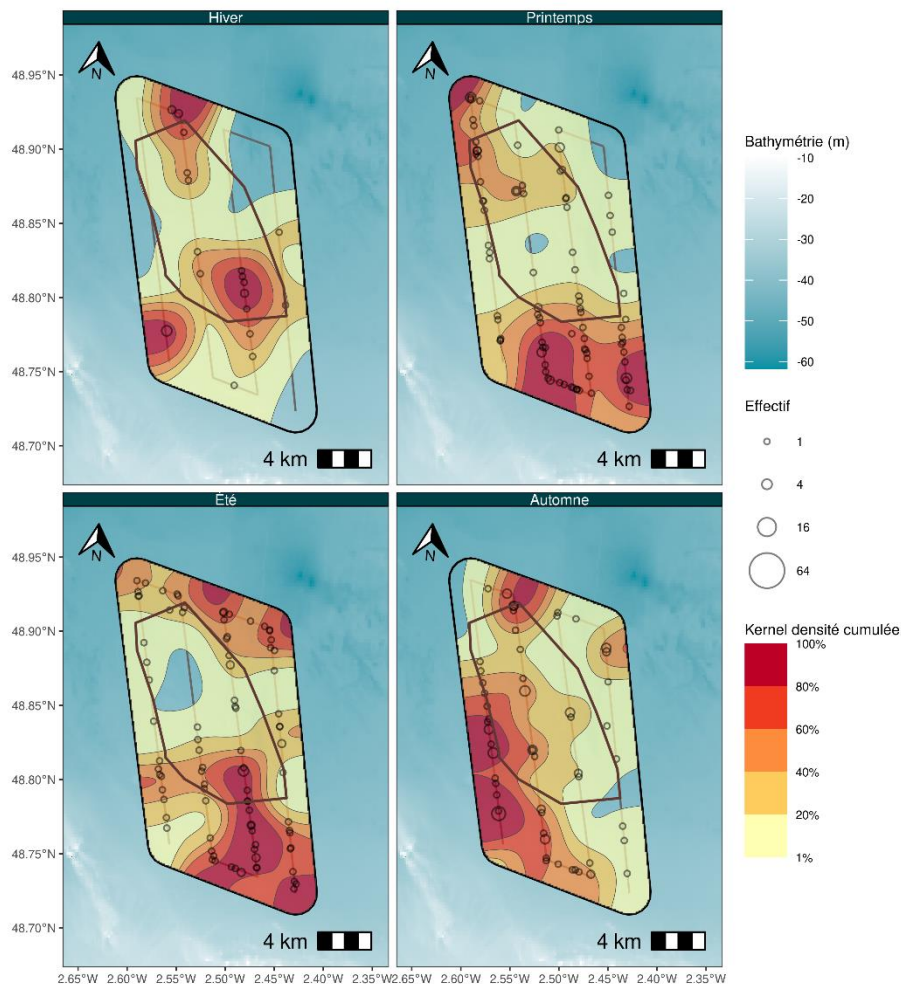 Hiver
Printemps
N
N
48.95°N
48.90°N
48.85°N
48.80°N
48.75°N
48.70°N
4 km
4 km
Été
Automne
N
N
48.95°N
48.90°N
48.85°N
48.80°N
48.75°N
48.70°N
4 km
4 km
2.65°W 2.60°W 2.55°W 2.50°W 2.45°W 2.40°W 2.35°W
2.60°W 2.55°W 2.50°W 2.45°W 2.40°W 2.35°W
Bathymétrie (m)
-10
-20
-30
-40
-50
-60
Effectif
1
4
16
64
Kernel densité cumulée
100%
80%
60%
40%
20%
1%